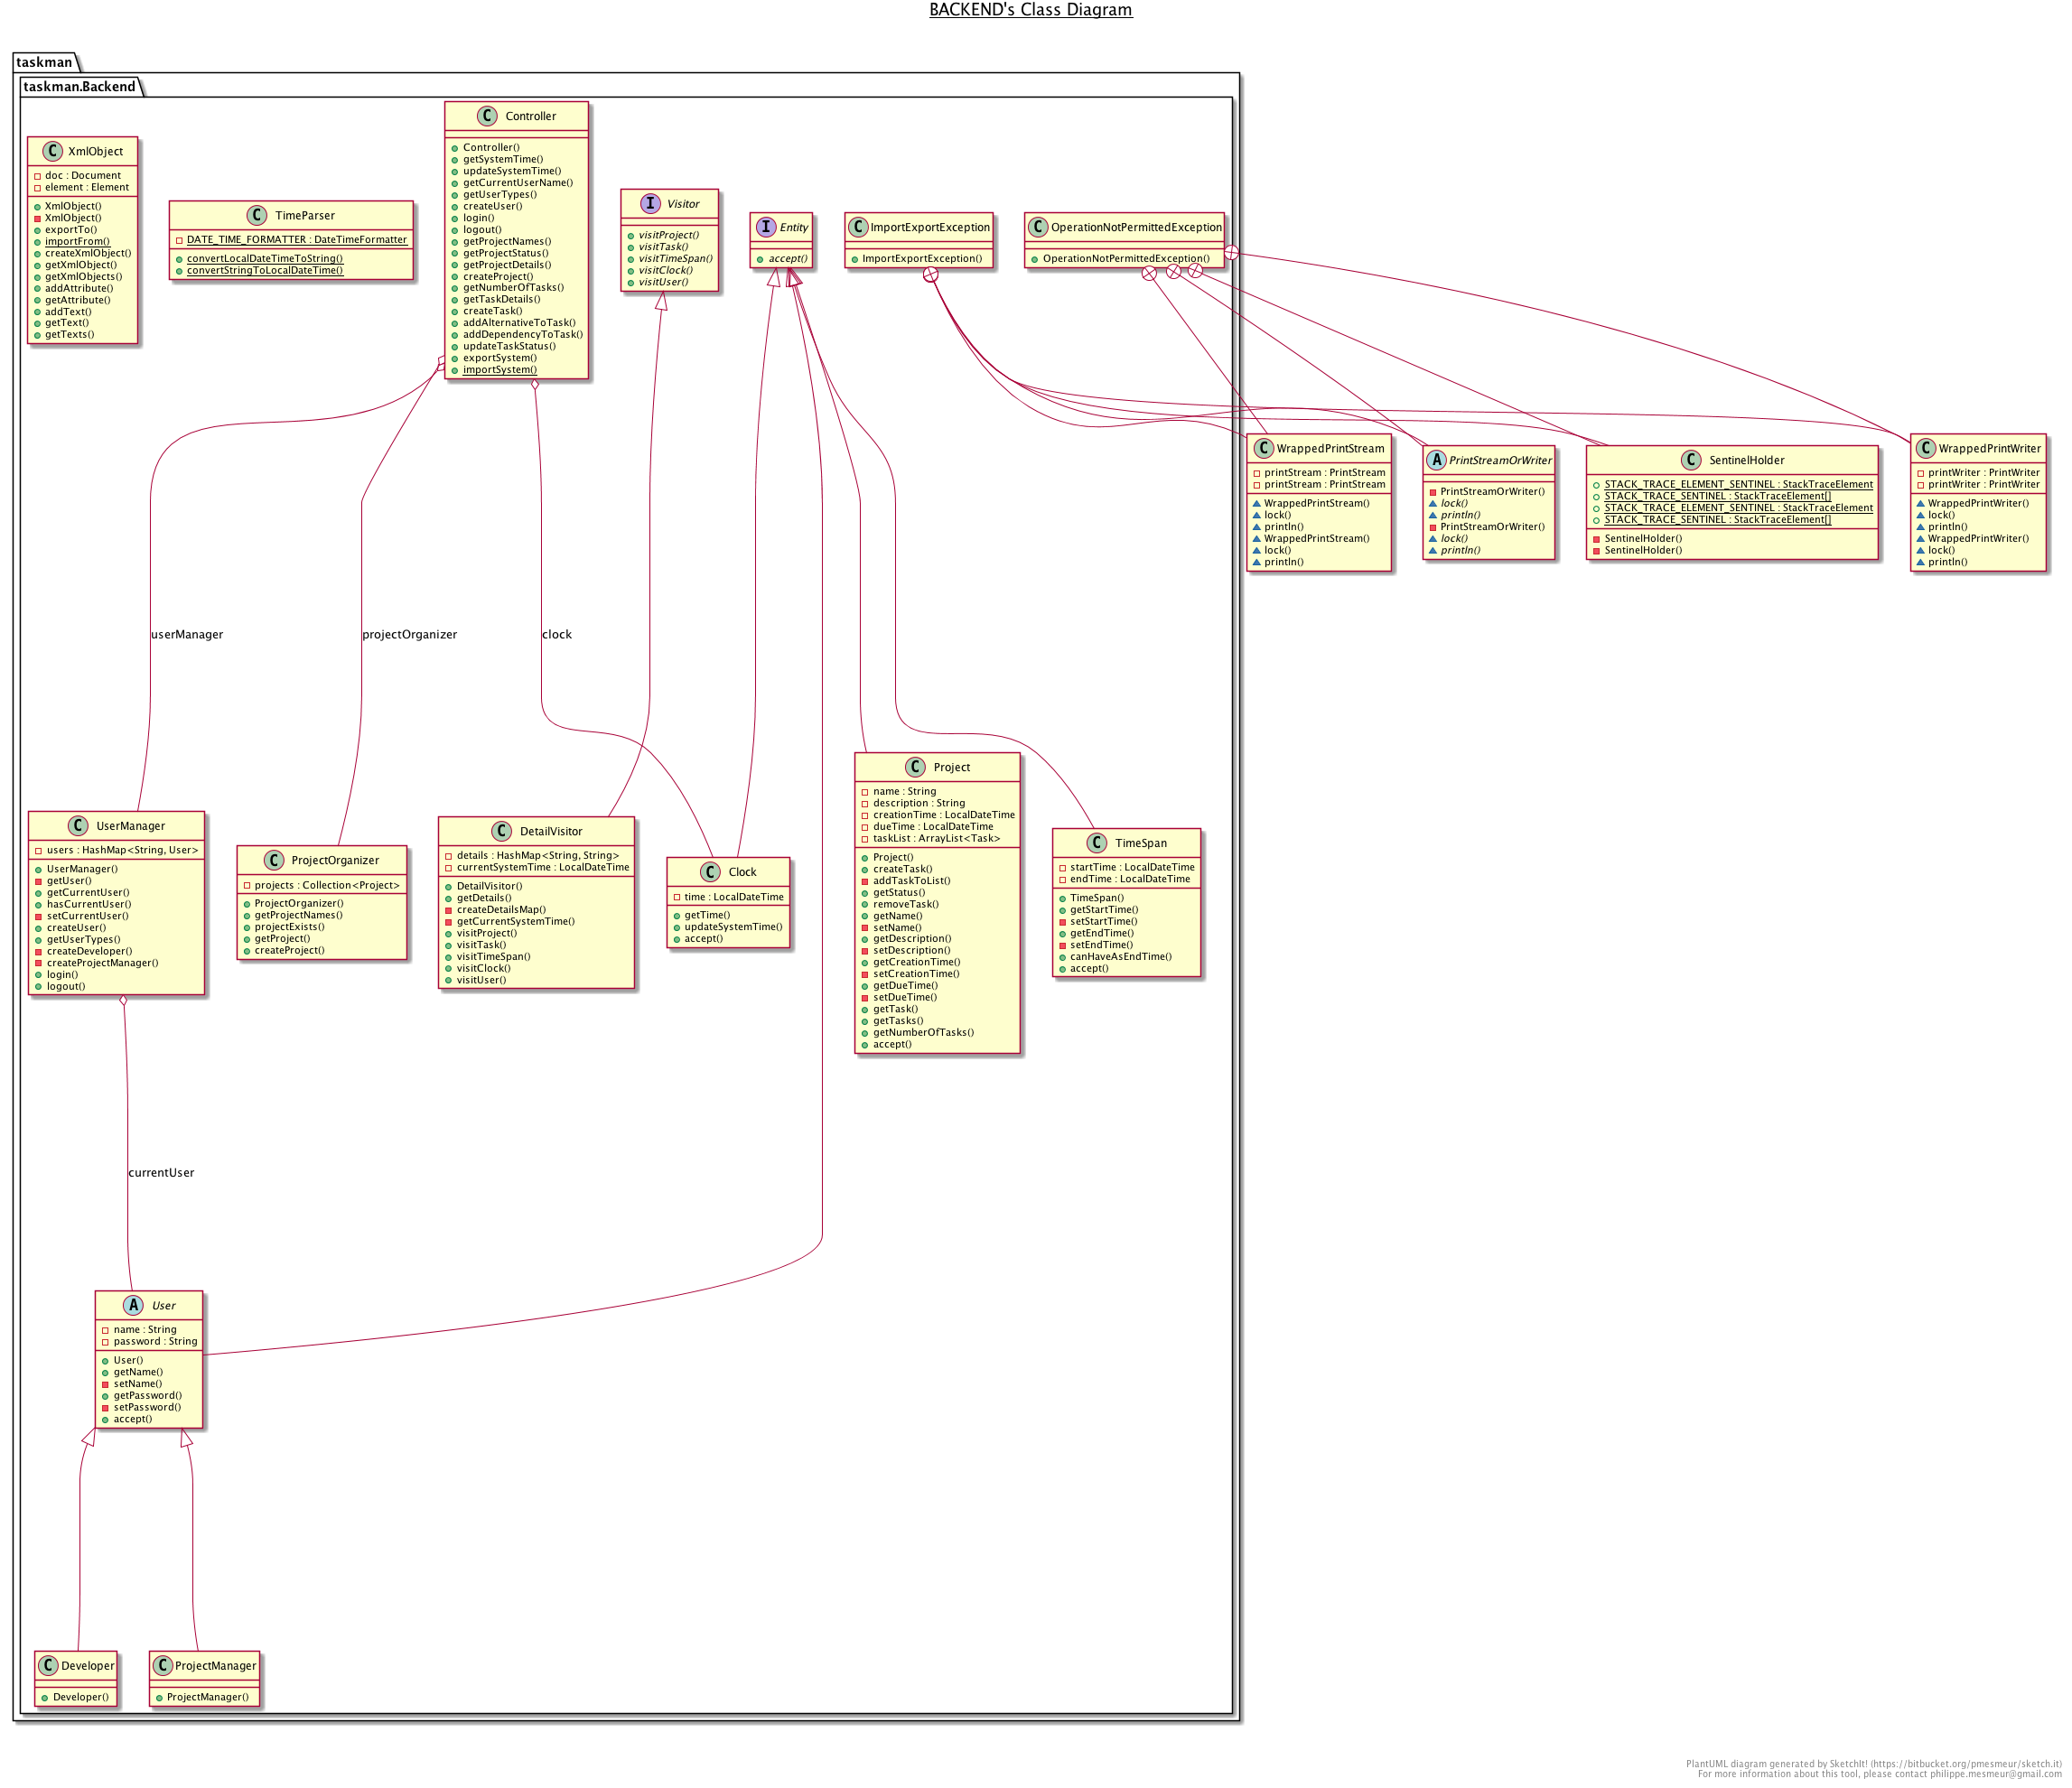 BACKEND's Class Diagram
taskman
taskman.Backend
C XmlObject
doc : Document
element : Element
XmlObject()
XmlObject()
exportTo()
importFrom()
createXmlObject()
getXmlObject()
getXmlObjects()
addAttribute()
getAttribute()
addText()
getText()
getTexts()
C TimeParser
DATE_TIME_FORMATTER : DateTimeFormatter
convertLocalDateTimeToString()
convertStringToLocalDateTime()
C Controller
Controller()
getSystemTime()
updateSystemTime()
getCurrentUserName()
getUserTypes()
createUser()
login()
logout()
getProjectNames()
getProjectStatus()
getProjectDetails()
createProject()
getNumberOfTasks()
getTaskDetails()
createTask()
addAlternativeToTask()
addDependencyToTask()
updateTaskStatus()
exportSystem()
importSystem()
I Visitor
visitProject()
visitTask()
visitTimeSpan()
visitClock()
visitUser()
I Entity
accept()
C ImportExportException
ImportExportException()
C OperationNotPermittedException
OperationNotPermittedException()
C WrappedPrintStream
printStream : PrintStream
printStream : PrintStream
WrappedPrintStream()
lock()
println()
WrappedPrintStream()
lock()
println()
A PrintStreamOrWriter
PrintStreamOrWriter()
lock()
println()
PrintStreamOrWriter()
lock()
println()
C SentinelHolder
STACK_TRACE_ELEMENT_SENTINEL : StackTraceElement
STACK_TRACE_SENTINEL : StackTraceElement[]
STACK_TRACE_ELEMENT_SENTINEL : StackTraceElement
STACK_TRACE_SENTINEL : StackTraceElement[]
SentinelHolder()
SentinelHolder()
C WrappedPrintWriter
printWriter : PrintWriter
printWriter : PrintWriter
WrappedPrintWriter()
lock()
println()
WrappedPrintWriter()
lock()
println()
userManager
projectOrganizer
clock
C UserManager
users : HashMap<String, User>
UserManager()
getUser()
getCurrentUser()
hasCurrentUser()
setCurrentUser()
createUser()
getUserTypes()
createDeveloper()
createProjectManager()
login()
logout()
C ProjectOrganizer
projects : Collection<Project>
ProjectOrganizer()
getProjectNames()
projectExists()
getProject()
createProject()
C DetailVisitor
details : HashMap<String, String>
currentSystemTime : LocalDateTime
DetailVisitor()
getDetails()
createDetailsMap()
getCurrentSystemTime()
visitProject()
visitTask()
visitTimeSpan()
visitClock()
visitUser()
C Clock
time : LocalDateTime
getTime()
updateSystemTime()
accept()
C Project
name : String
description : String
creationTime : LocalDateTime
dueTime : LocalDateTime
taskList : ArrayList<Task>
Project()
createTask()
addTaskToList()
getStatus()
removeTask()
getName()
setName()
getDescription()
setDescription()
getCreationTime()
setCreationTime()
getDueTime()
setDueTime()
getTask()
getTasks()
getNumberOfTasks()
accept()
C TimeSpan
startTime : LocalDateTime
endTime : LocalDateTime
TimeSpan()
getStartTime()
setStartTime()
getEndTime()
setEndTime()
canHaveAsEndTime()
accept()
currentUser
A User
name : String
password : String
User()
getName()
setName()
getPassword()
setPassword()
accept()
C Developer
Developer()
C ProjectManager
ProjectManager()
PlantUML diagram generated by SketchIt! (https://bitbucket.org/pmesmeur/sketch.it)
For more information about this tool, please contact philippe.mesmeur@gmail.com